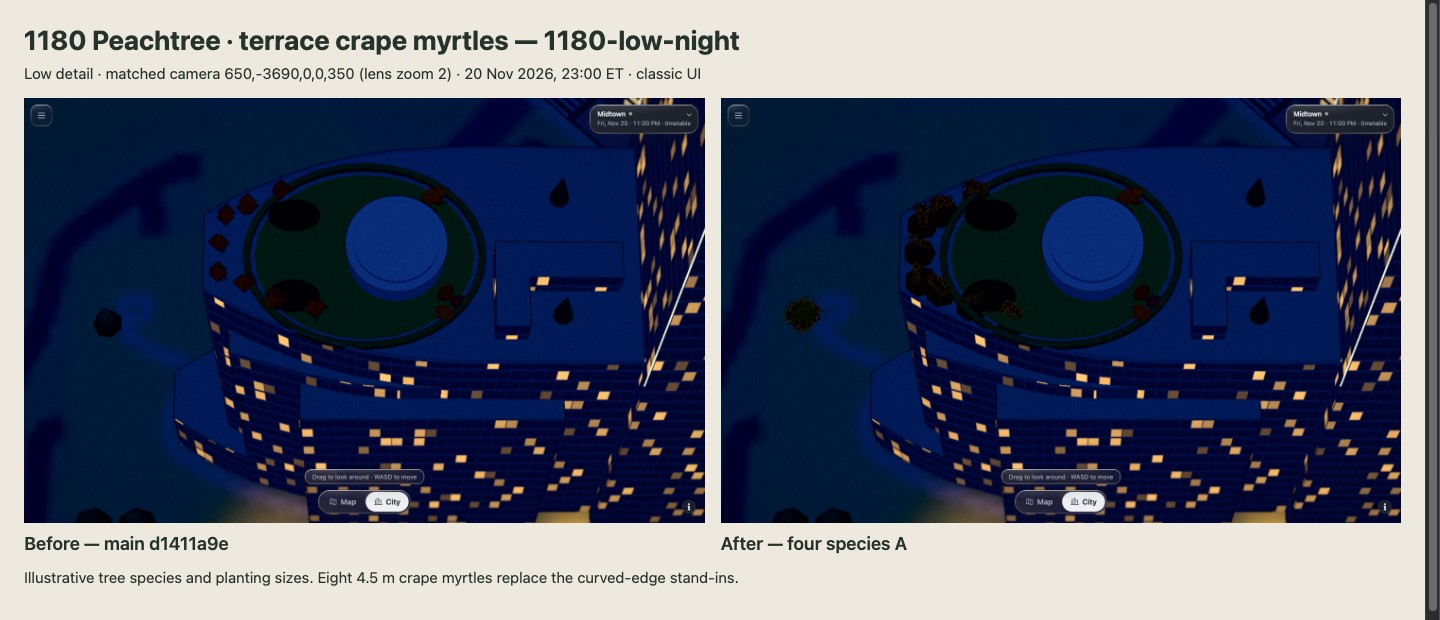 1180 Peachtree · terrace crape myrtles — 1180-low-night
Low detail · matched camera 650,-3690,0,0,350 (lens zoom 2) · 20 Nov 2026, 23:00 ET · classic UI
Midtown
Fri, Nov 20 · 11:00 PM · timetable
Drag to look around · WASD to move
Map City
i
Midtown
Fri, Nov 20 · 11:00 PM · timetable
Drag to look around · WASD to move
Map City
i
Before — main d1411a9e
After — four species A
Illustrative tree species and planting sizes. Eight 4.5 m crape myrtles replace the curved-edge stand-ins.